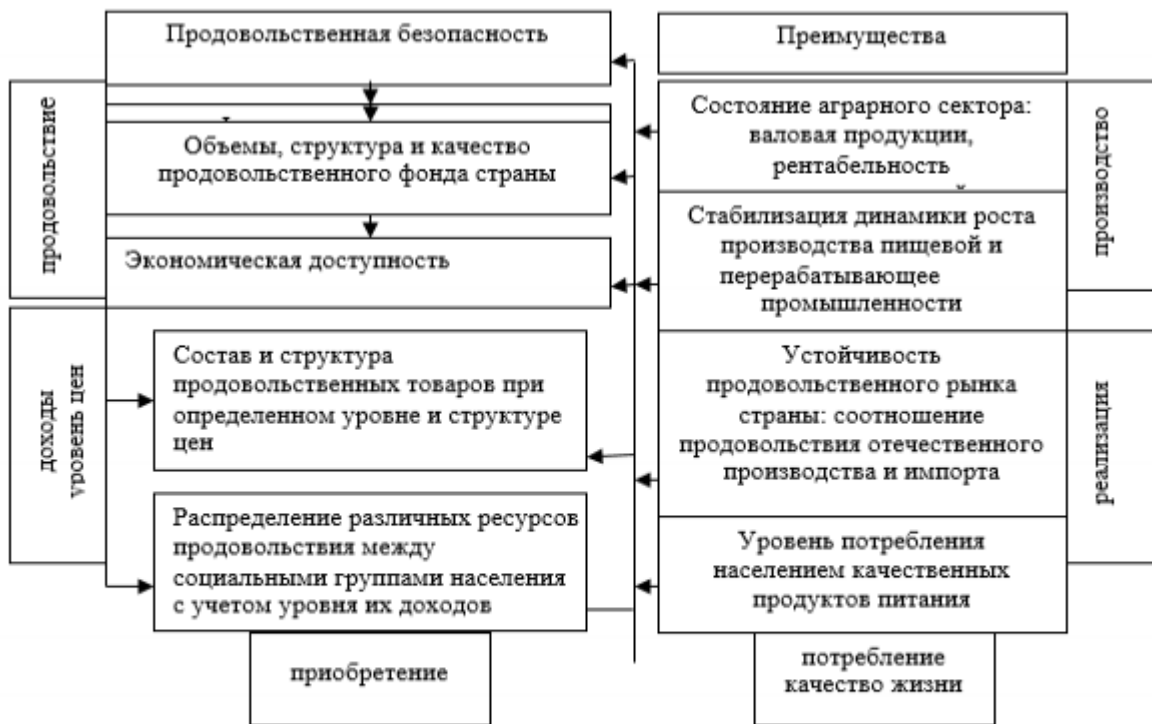 Продовольственная безопасность
Преимущества
продовольствие
Объемы, структура и качество
продовольственного фонда страны
Экономическая доступность
Состояние аграрного сектора:
валовая продукции,
рентабельность
Стабилизация динамики роста
производства пищевой и
перерабатывающее
промышленности
производство
доходы
уровень цен
Состав и структура
продовольственных товаров при
определенном уровне и структуре
цен
Распределение различных ресурсов
продовольствия между
социальными группами населения
с учетом уровня их доходов
Устойчивость
продовольственного рынка
страны: соотношение
продовольствия отечественного
производства и импорта
Уровень потребления
населением качественных
продуктов питания
реализация
приобретение
потребление
качество жизни